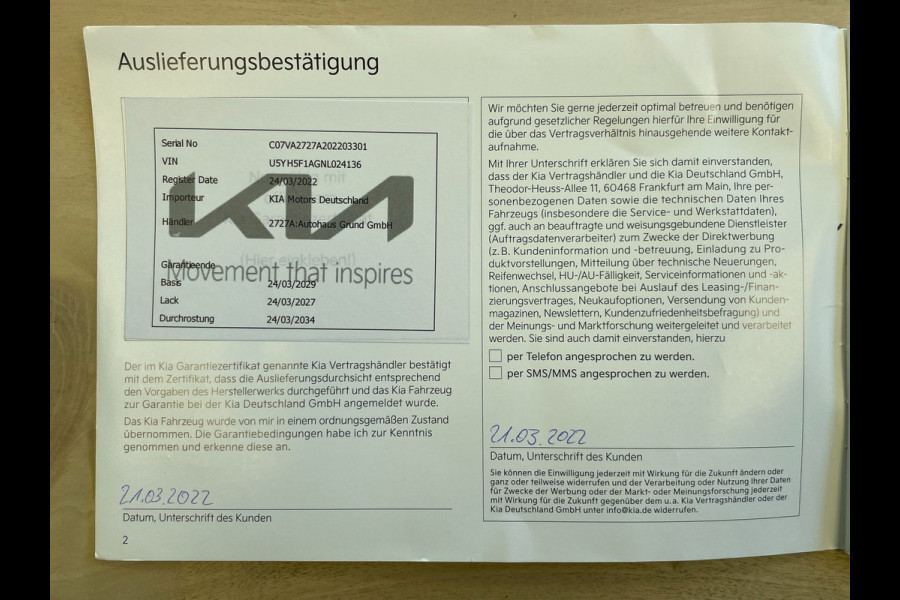 Auslieferungsbestätigung
Serial No C07VA2727A202203301
VIN U5YH5F1AGNL024136
Register Date 24/03/2022
Importeur KIA Motors Deutschland
Händler 2727A:Autohaus Grund GmbH
KIA
(Hier einkleben!)
Garantieende
Movement that inspires
Basis 24/03/2029
Lack 24/03/2027
Durchrostung 24/03/2034
Der im Kia Garantiezertifikat genannte Kia Vertragshändler bestätigt
mit dem Zertifikat, dass die Auslieferungsdurchsicht entsprechend
den Vorgaben des Herstellerwerks durchgeführt und das Kia Fahrzeug
zur Garantie bei der Kia Deutschland GmbH angemeldet wurde.
Das Kia Fahrzeug wurde von mir in einem ordnungsgemäßen Zustand
übernommen. Die Garantiebedingungen habe ich zur Kenntnis
genommen und erkenne diese an.
21.03.2022
Datum, Unterschrift des Kunden
2
Wir möchten Sie gerne jederzeit optimal betreuen und benötigen
aufgrund gesetzlicher Regelungen hierfür Ihre Einwilligung für
die über das Vertragsverhältnis hinausgehende weitere Kontakt-
aufnahme.
Mit Ihrer Unterschrift erklären Sie sich damit einverstanden,
dass der Kia Vertragshändler und die Kia Deutschland GmbH,
Theodor-Heuss-Allee 11, 60468 Frankfurt am Main, Ihre per-
sonenbezogenen Daten sowie die technischen Daten Ihres
Fahrzeugs (insbesondere die Service- und Werkstattdaten),
ggf. auch an beauftragte und weisungsgebundene Dienstleister
(Auftragsdatenverarbeiter) zum Zwecke der Direktwerbung
(z. B. Kundeninformation und -betreuung, Einladung zu Pro-
duktvorstellungen, Mitteilung über technische Neuerungen,
Reifenwechsel, HU-/AU-Fälligkeit, Serviceinformationen und -ak-
tionen, Anschlussangebote bei Auslauf des Leasing-/Finan-
zierungsvertrages, Neukaufoptionen, Versendung von Kunden-
magazinen, Newslettern, Kundenzufriedenheitsbefragung) und
der Meinungs- und Marktforschung weitergeleitet und verarbeitet
werden. Sie sind auch damit einverstanden, hierzu
per Telefon angesprochen zu werden.
per SMS/MMS angesprochen zu werden.
21.03.2022
Datum, Unterschrift des Kunden
Sie können die Einwilligung jederzeit mit Wirkung für die Zukunft ändern oder
ganz oder teilweise widerrufen und der Verarbeitung oder Nutzung Ihrer Daten
für Zwecke der Werbung oder der Markt- oder Meinungsforschung jederzeit
mit Wirkung für die Zukunft gegenüber dem u. a. Kia Vertragshändler oder der
Kia Deutschland GmbH unter info@kia.de widerrufen.